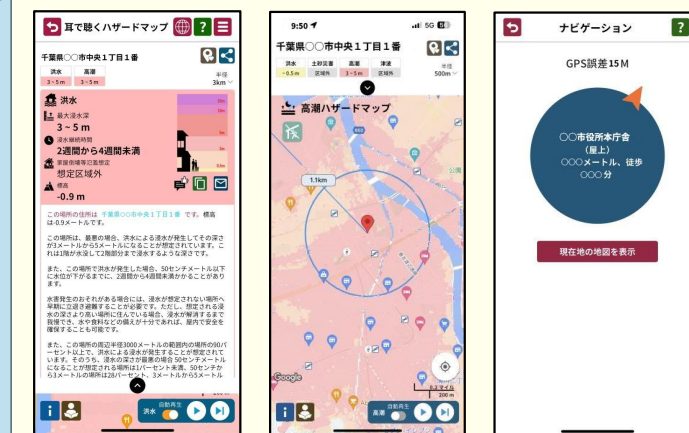 耳で聴くハザードマップ
?
千葉県○○市中央1丁目1番
洪水 高潮
3~5m 3~5m
半径
3km
洪水
最大浸水深
3~5m
浸水継続時間
2週間から4週間未満
家屋倒壊等氾濫想定
想定区域外
標高
-0.9 m
この場所の住所は 千葉県○○市中央1丁目1番 です。標高
は-0.9メートルです。
この場所は、最悪の場合、洪水による浸水が発生してその深さ
が3メートルから5メートルになることが想定されています。こ
れは1階が水没して2階部分まで浸水するような深さです。
また、この場所で洪水が発生した場合、50センチメートル以下
に水位が下がるまでに、2週間から4週間未満かかることがあり
ます。
水害発生のおそれがある場合には、浸水が想定されない場所へ
早期に立退き避難することが必要です。ただし、想定される浸
水の深さより高い場所に住んでいる場合、浸水が解消するまで
我慢でき、水や食料などの備えが十分であれば、屋内で安全を
確保することも可能です。
また、この場所の周辺半径3000メートルの範囲内の90パ
ーセント以上で、洪水による浸水が発生することが想定されて
います。そのうち、浸水の深さが最悪の場合 50センチメートル
になることが想定される場所は1パーセント未満、50センチか
ら3メートルの場所は28パーセント、3メートルから5メートル
i
洪水
自動再生
9:50
5G
千葉県○○市中央1丁目1番
洪水 土砂災害 高潮 津波
~0.5m 区域外 3~5m 区域外
半径
500m
高潮ハザードマップ
1.1km
公園
Google
200 m
i
高潮
自動再生
ナビゲーション
?
GPS誤差15M
○○市役所本庁舎
(屋上)
○○○メートル、徒歩
○○○分
現在地の地図を表示